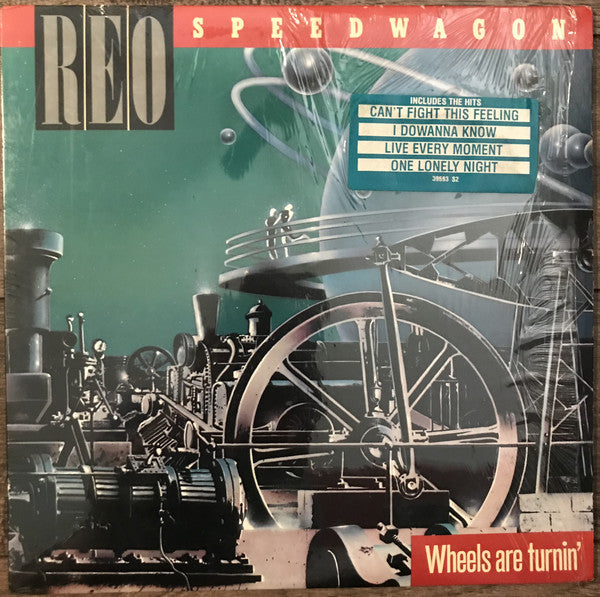 REO SPEEDWAGON
INCLUDES THE HITS
CAN'T FIGHT THIS FEELING
I DOWANNA KNOW
LIVE EVERY MOMENT
ONE LONELY NIGHT
39593 S2
Wheels are turnin'